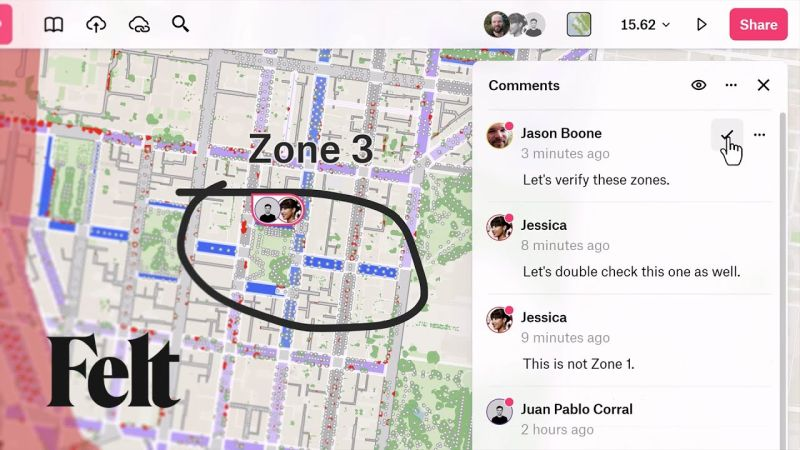 15.62
Share
Comments
Jason Boone
3 minutes ago
Let's verify these zones.
Jessica
8 minutes ago
Let's double check this one as well.
Jessica
9 minutes ago
This is not Zone 1.
Juan Pablo Corral
2 hours ago
Zone 3
Felt